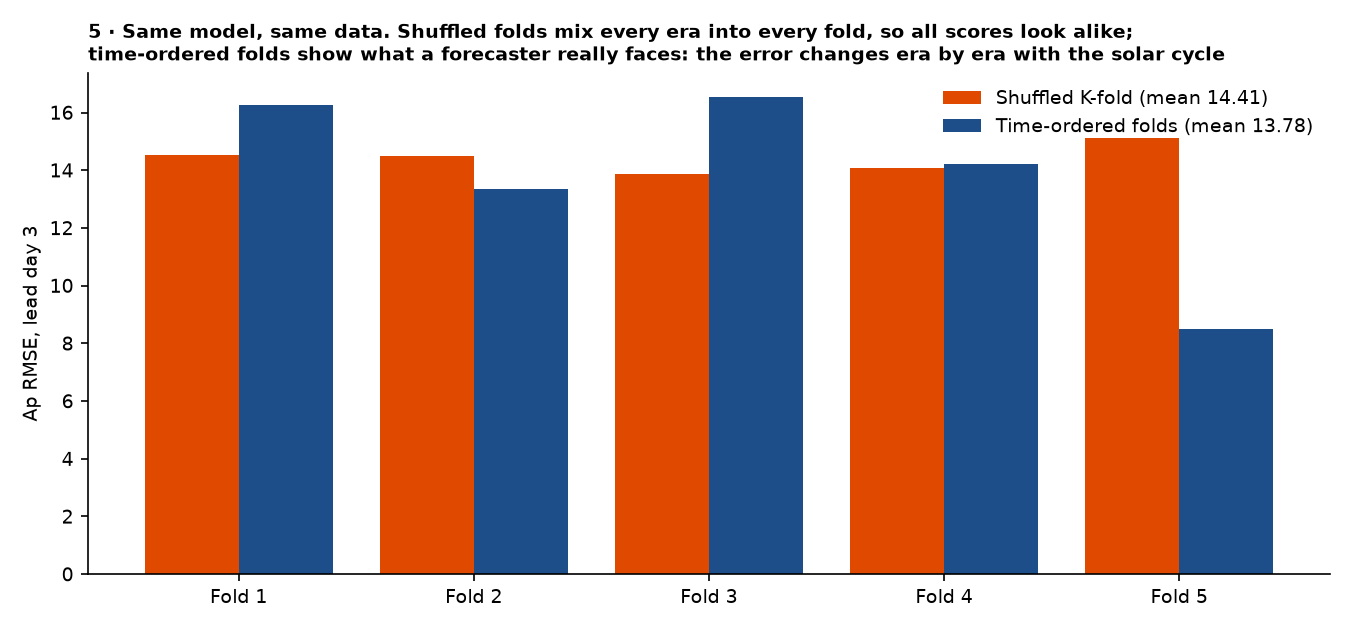 5 · Same model, same data. Shuffled folds mix every era into every fold, so all scores look alike;
time-ordered folds show what a forecaster really faces: the error changes era by era with the solar cycle
Shuffled K-fold (mean 14.41)
Time-ordered folds (mean 13.78)
Ap RMSE, lead day 3
16
14
12
10
8
6
4
2
0
Fold 1
Fold 2
Fold 3
Fold 4
Fold 5